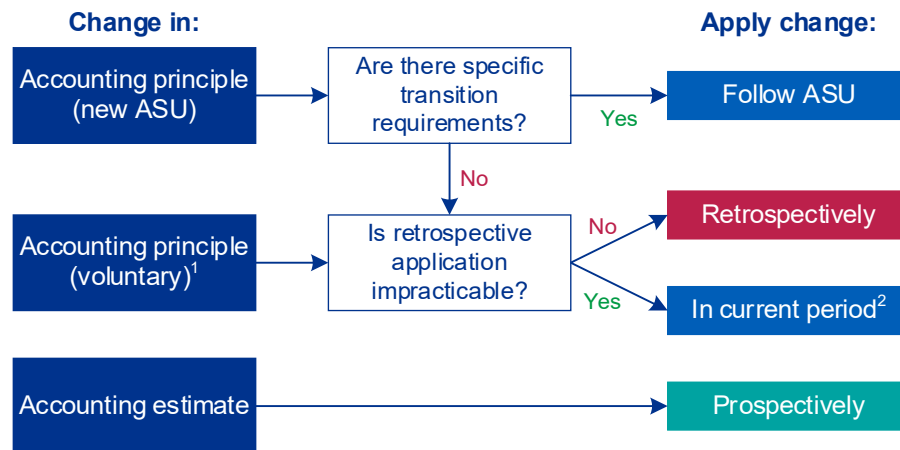 Change in:
Apply change:
Accounting principle
(new ASU)
Are there specific
transition
requirements?
Yes
Follow ASU
No
Accounting principle
(voluntary)1
Is retrospective
application
impracticable?
No
Retrospectively
Yes
In current period2
Accounting estimate
Prospectively